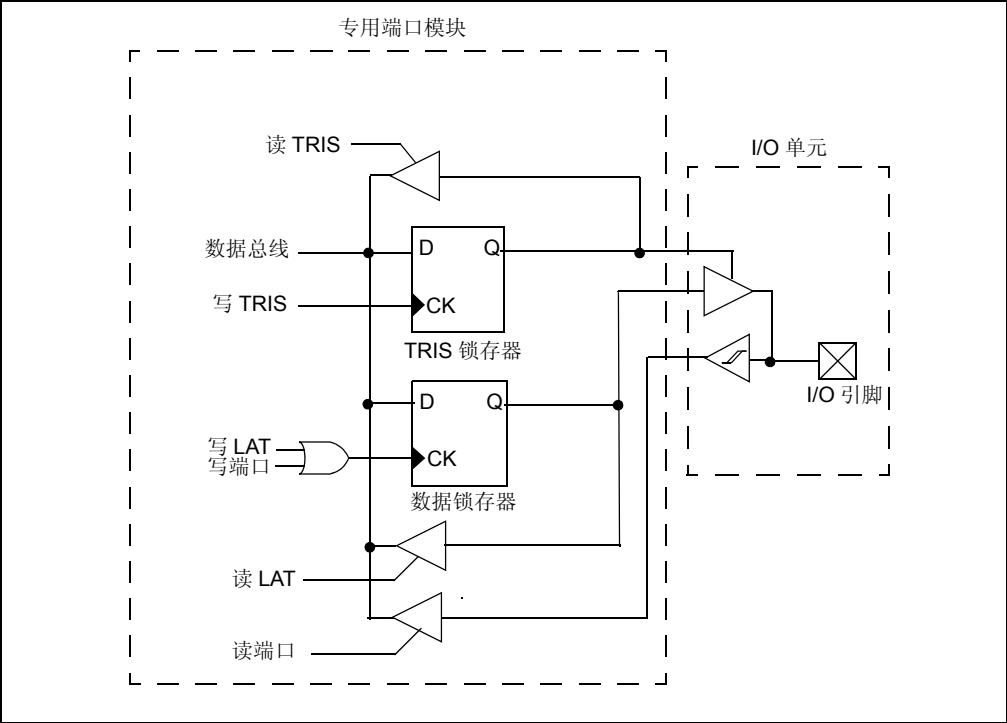 专用端口模块
读 TRIS
I/O 单元
数据总线
D
Q
写 TRIS
CK
TRIS 锁存器
I/O 引脚
D
Q
写 LAT
写端口
CK
数据锁存器
读 LAT
读端口